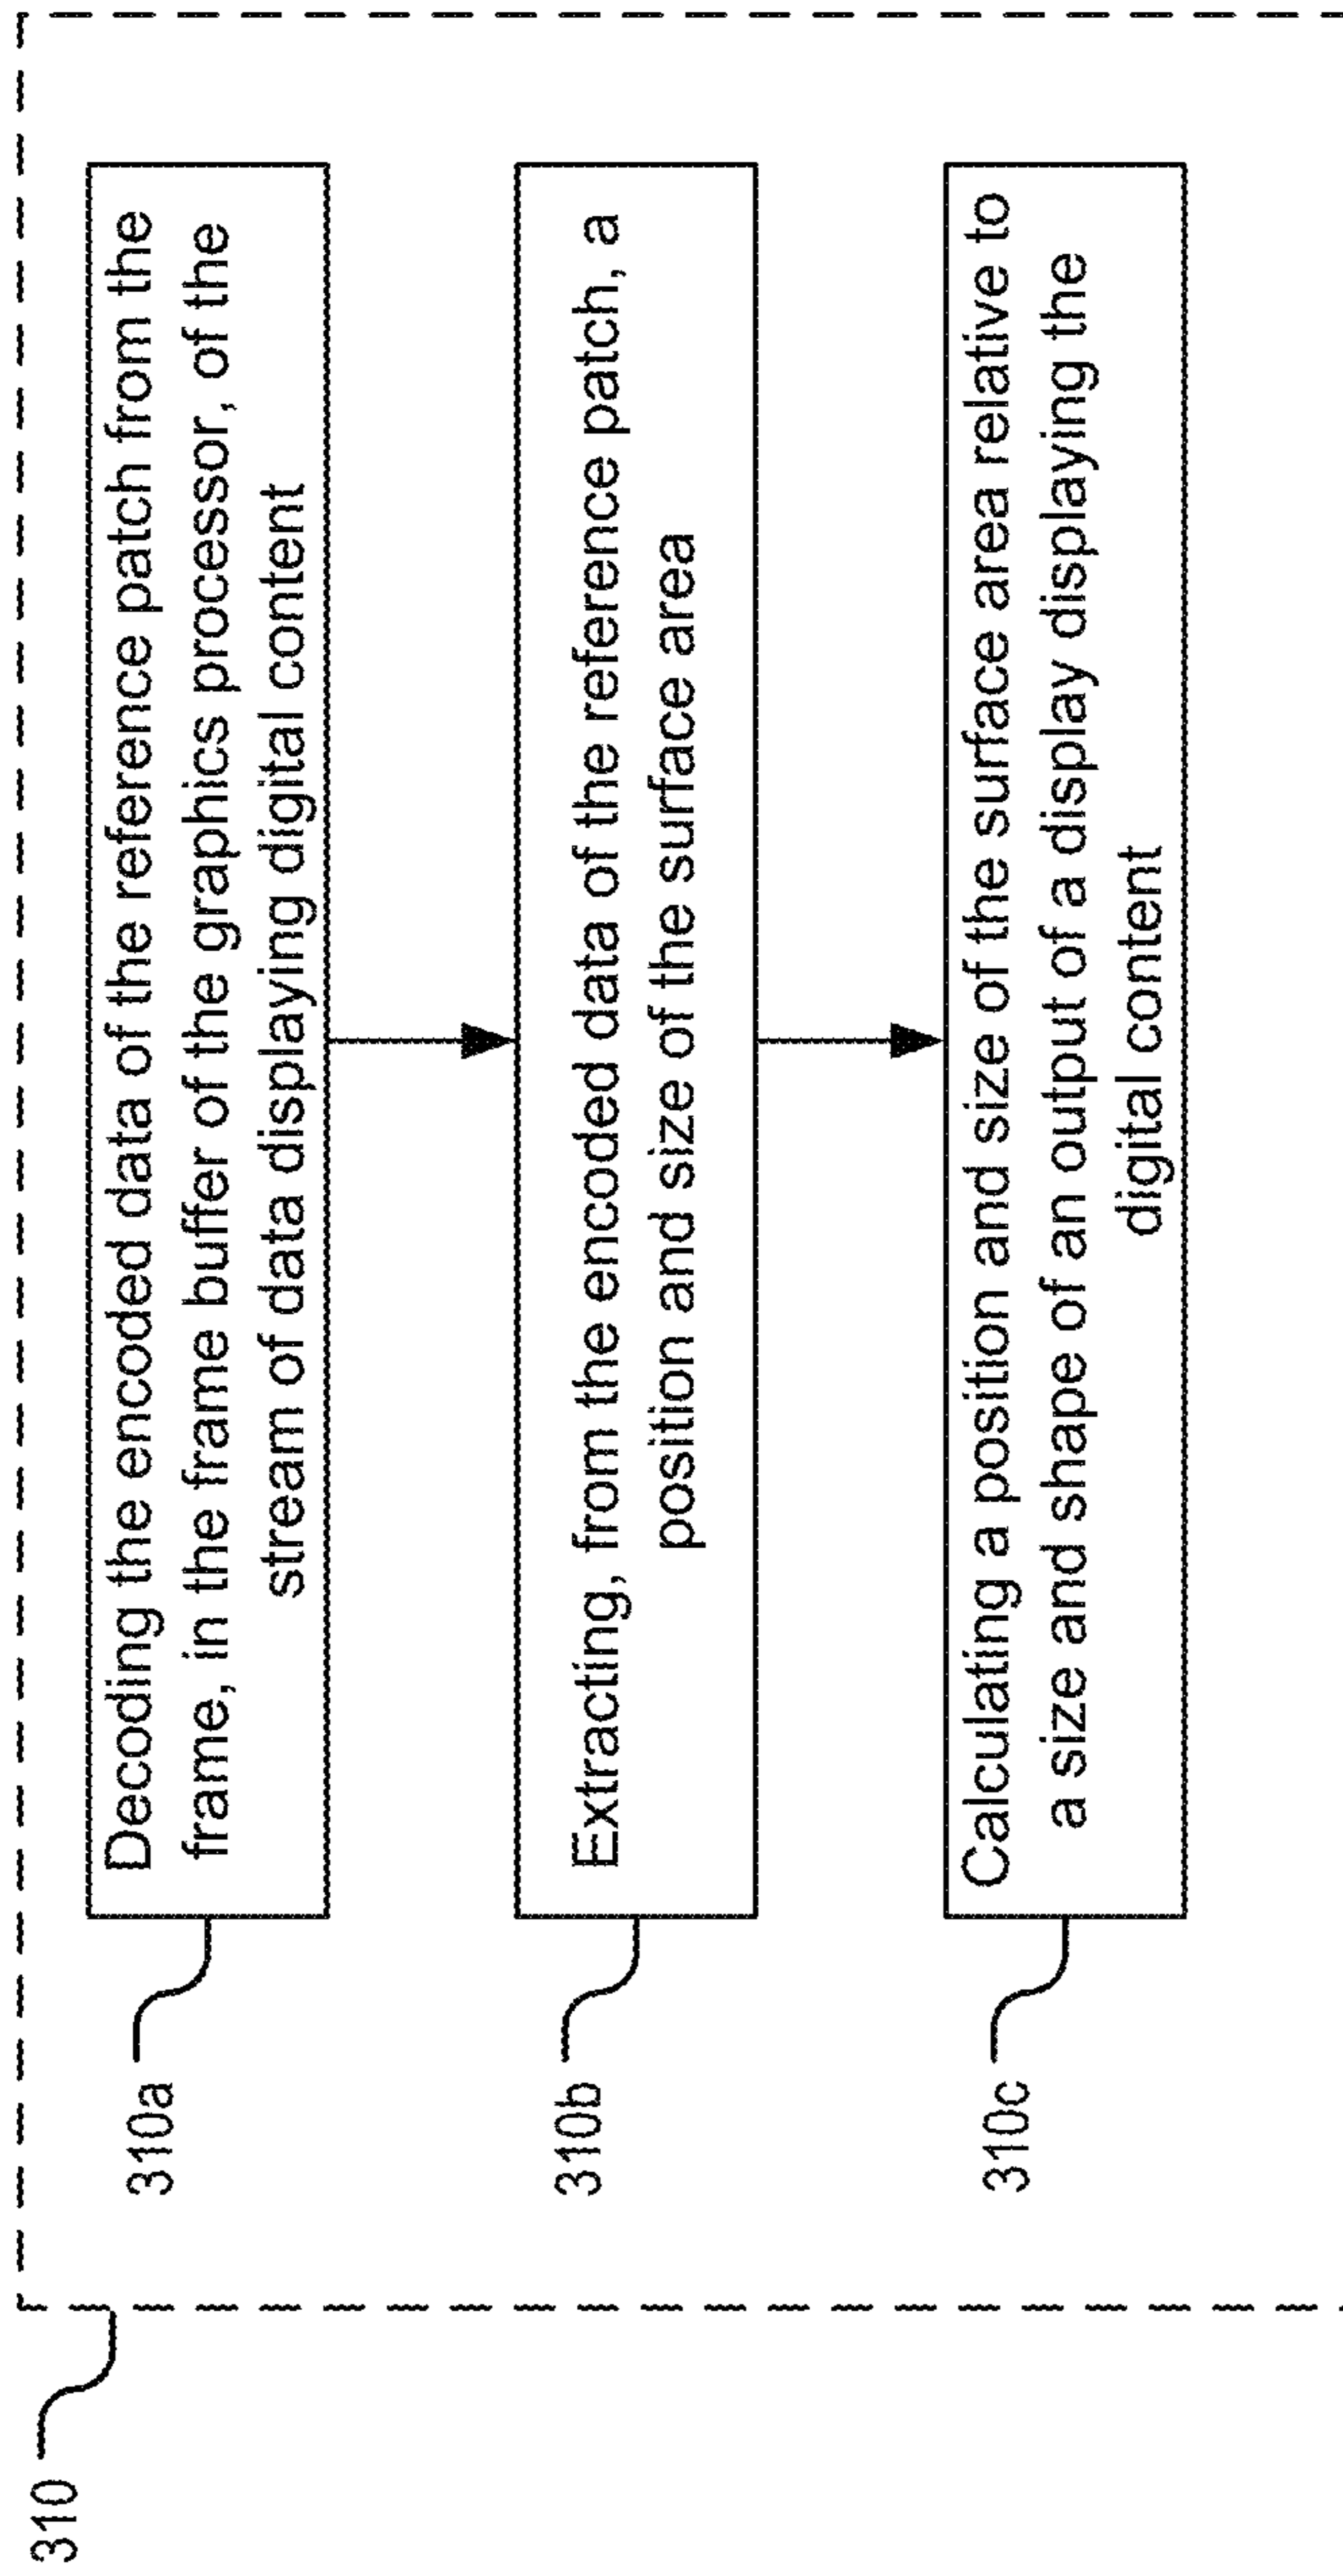 310
310a
Decoding the encoded data of the reference patch from the
frame, in the frame buffer of the graphics processor, of the
stream of data displaying digital content
310b
Extracting, from the encoded data of the reference patch, a
position and size of the surface area
310c
Calculating a position and size of the surface area relative to
a size and shape of an output of a display displaying the
digital content